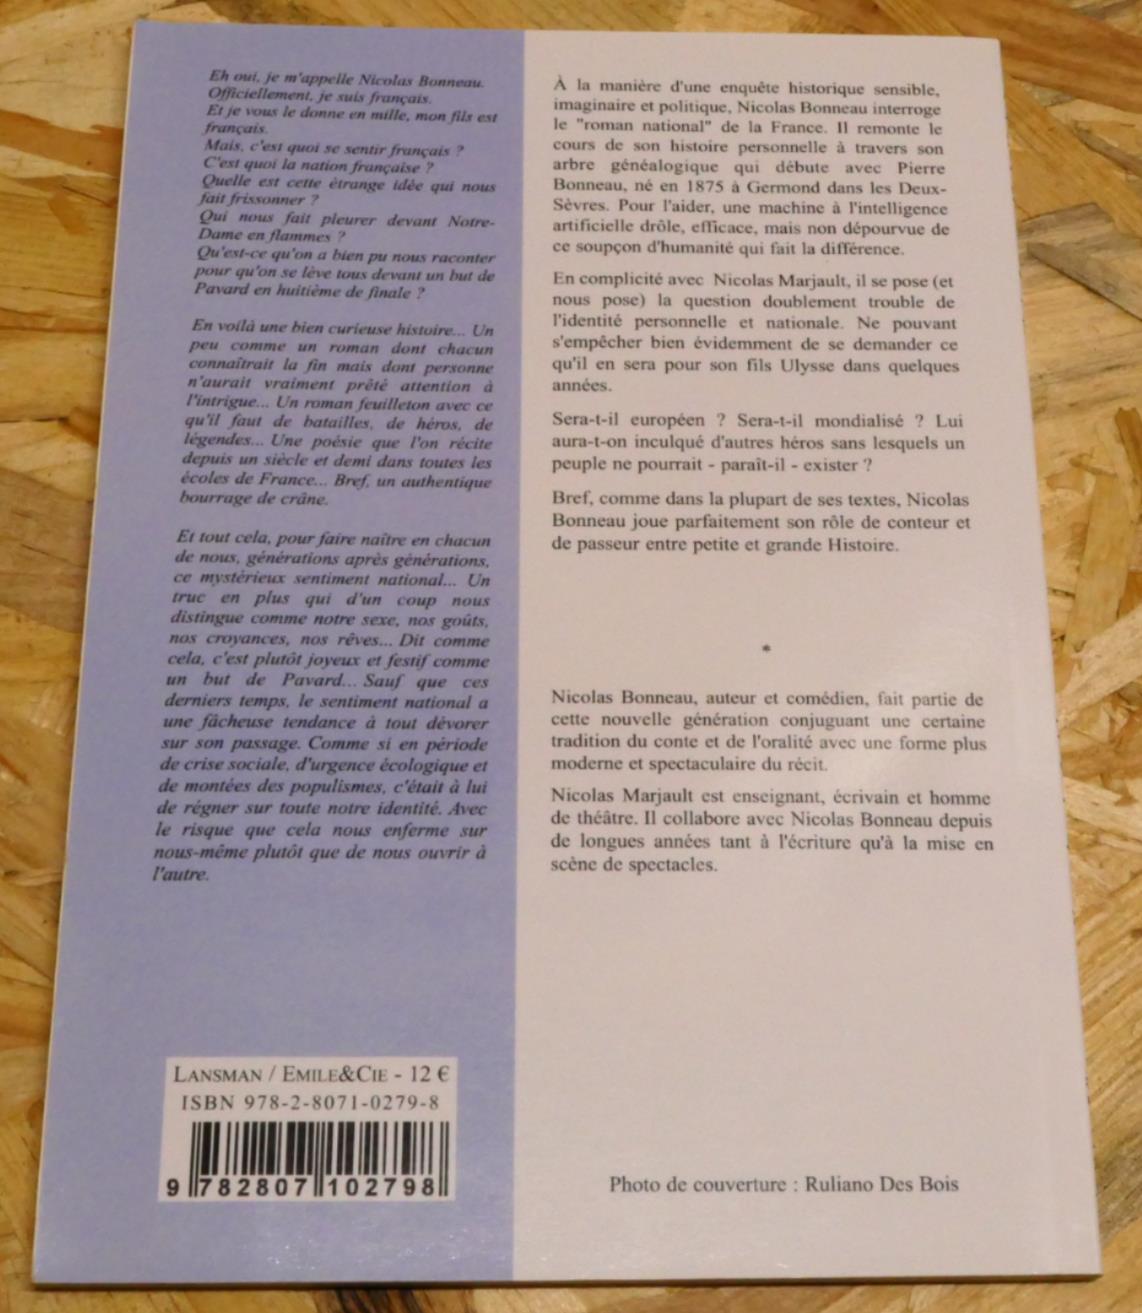 Eh oui, je m'appelle Nicolas Bonneau.
Officiellement, je suis français.
Et je vous le donne en mille, mon fils est
français.
Mais, c'est quoi se sentir français ?
C'est quoi la nation française ?
Quelle est cette étrange idée qui nous
fait frissonner ?
Qui nous fait pleurer devant Notre-
Dame en flammes ?
Qu'est-ce qu'on a bien pu nous raconter
pour qu'on se lève tous devant un but de
Pavard en huitième de finale ?
En voilà une bien curieuse histoire... Un
peu comme un roman dont chacun
connaîtrait la fin mais dont personne
n'aurait vraiment prêté attention à
l'intrigue... Un roman feuilleton avec ce
qu'il faut de batailles, de héros, de
légendes... Une poésie que l'on récite
depuis un siècle et demi dans toutes les
écoles de France... Bref, un authentique
bourrage de crâne.
Et tout cela, pour faire naître en chacun
de nous, générations après générations,
ce mystérieux sentiment national... Un
truc en plus qui d'un coup nous
distingue comme notre sexe, nos goûts,
nos croyances, nos rêves... Dit comme
cela, c'est plutôt joyeux et festif comme
un but de Pavard... Sauf que ces
derniers temps, le sentiment national a
une fâcheuse tendance à tout dévorer
sur son passage. Comme si en période
de crise sociale, d'urgence écologique et
de montées des populismes, c'était à lui
de régner sur toute notre identité. Avec
le risque que cela nous enferme sur
nous-même plutôt que de nous ouvrir à
l'autre.
LANSMAN / EMILE&CIE - 12 €
ISBN 978-2-8071-0279-8
9 782807 102798
À la manière d'une enquête historique sensible,
imaginaire et politique, Nicolas Bonneau interroge
le "roman national" de la France. Il remonte le
cours de son histoire personnelle à travers son
arbre généalogique qui débute avec Pierre
Bonneau, né en 1875 à Germond dans les Deux-
Sèvres. Pour l'aider, une machine à l'intelligence
artificielle drôle, efficace, mais non dépourvue de
ce soupçon d'humanité qui fait la différence.
En complicité avec Nicolas Marjault, il se pose (et
nous pose) la question doublement trouble de
l'identité personnelle et nationale. Ne pouvant
s'empêcher bien évidemment de se demander ce
qu'il en sera pour son fils Ulysse dans quelques
années.
Sera-t-il européen ? Sera-t-il mondialisé ? Lui
aura-t-on inculqué d'autres héros sans lesquels un
peuple ne pourrait - paraît-il - exister ?
Bref, comme dans la plupart de ses textes, Nicolas
Bonneau joue parfaitement son rôle de conteur et
de passeur entre petite et grande Histoire.
*
Nicolas Bonneau, auteur et comédien, fait partie de
cette nouvelle génération conjuguant une certaine
tradition du conte et de l'oralité avec une forme plus
moderne et spectaculaire du récit.
Nicolas Marjault est enseignant, écrivain et homme
de théâtre. Il collabore avec Nicolas Bonneau depuis
de longues années tant à l'écriture qu'à la mise en
scène de spectacles.
Photo de couverture : Ruliano Des Bois